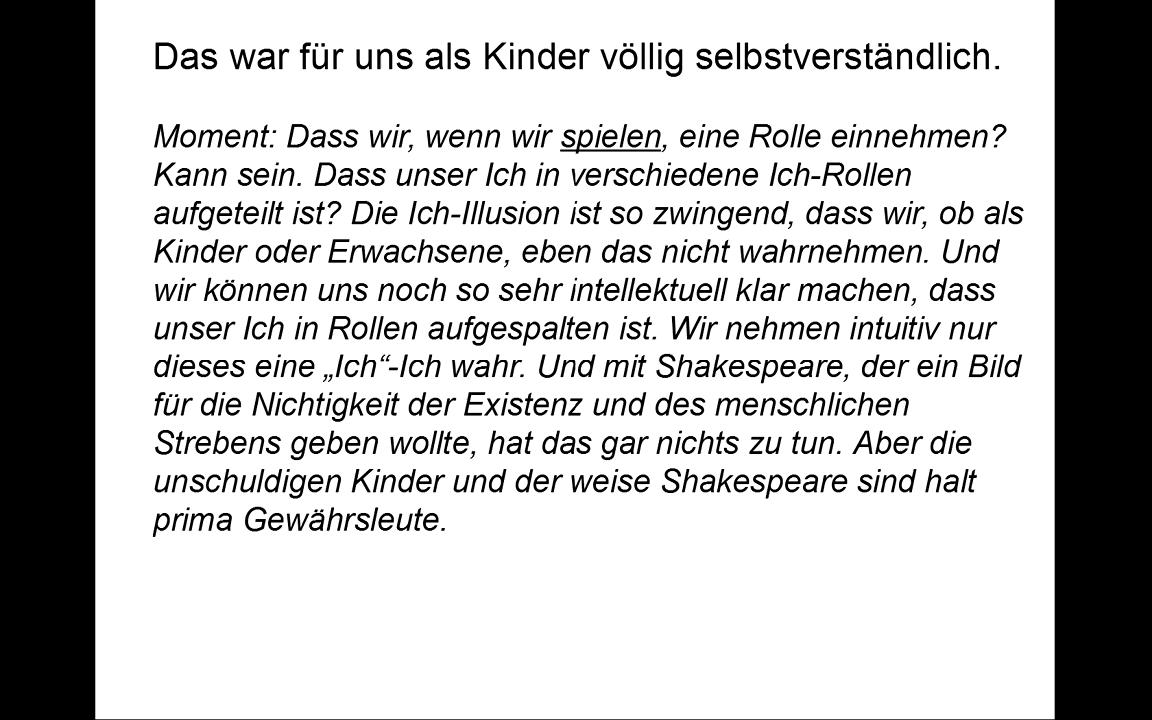 Das war für uns als Kinder völlig selbstverständlich.
Moment: Dass wir, wenn wir spielen, eine Rolle einnehmen?
Kann sein. Dass unser Ich in verschiedene Ich-Rollen
aufgeteilt ist? Die Ich-Illusion ist so zwingend, dass wir, ob als
Kinder oder Erwachsene, eben das nicht wahrnehmen. Und
wir können uns noch so sehr intellektuell klar machen, dass
unser Ich in Rollen aufgespalten ist. Wir nehmen intuitiv nur
dieses eine „Ich“-Ich wahr. Und mit Shakespeare, der ein Bild
für die Nichtigkeit der Existenz und des menschlichen
Strebens geben wollte, hat das gar nichts zu tun. Aber die
unschuldigen Kinder und der weise Shakespeare sind halt
prima Gewährsleute.